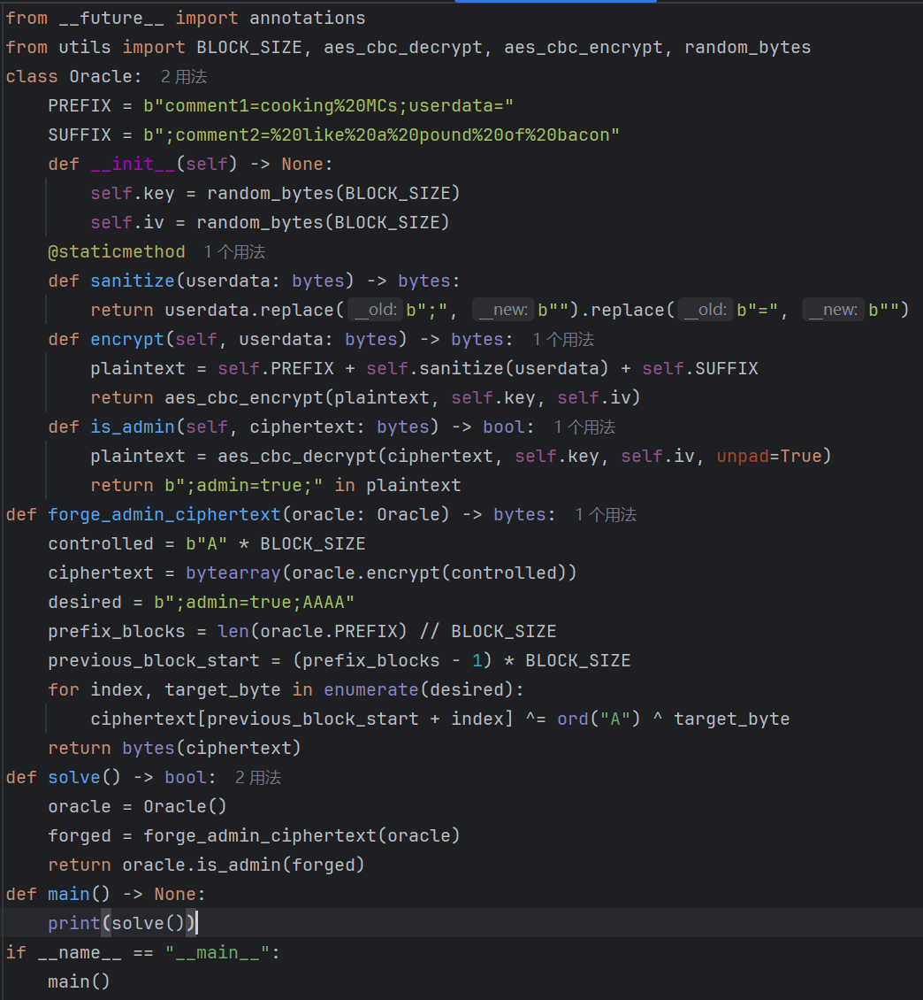 from __future__ import annotations
from utils import BLOCK_SIZE, aes_cbc_decrypt, aes_cbc_encrypt, random_bytes
class Oracle: 2 用法
    PREFIX = b"comment1=cooking%20MCs;userdata="
    SUFFIX = b";comment2=%20like%20a%20pound%20of%20bacon"
    def __init__(self) -> None:
        self.key = random_bytes(BLOCK_SIZE)
        self.iv = random_bytes(BLOCK_SIZE)
    @staticmethod 1 个用法
    def sanitize(userdata: bytes) -> bytes:
        return userdata.replace(__old: b";", __new: b"").replace(__old: b"=", __new: b"")
    def encrypt(self, userdata: bytes) -> bytes: 1 个用法
        plaintext = self.PREFIX + self.sanitize(userdata) + self.SUFFIX
        return aes_cbc_encrypt(plaintext, self.key, self.iv)
    def is_admin(self, ciphertext: bytes) -> bool: 1 个用法
        plaintext = aes_cbc_decrypt(ciphertext, self.key, self.iv, unpad=True)
        return b";admin=true;" in plaintext
def forge_admin_ciphertext(oracle: Oracle) -> bytes: 1 个用法
    controlled = b"A" * BLOCK_SIZE
    ciphertext = bytearray(oracle.encrypt(controlled))
    desired = b";admin=true;AAAA"
    prefix_blocks = len(oracle.PREFIX) // BLOCK_SIZE
    previous_block_start = (prefix_blocks - 1) * BLOCK_SIZE
    for index, target_byte in enumerate(desired):
        ciphertext[previous_block_start + index] ^= ord("A") ^ target_byte
    return bytes(ciphertext)
def solve() -> bool: 2 用法
    oracle = Oracle()
    forged = forge_admin_ciphertext(oracle)
    return oracle.is_admin(forged)
def main() -> None:
    print(solve())
if __name__ == "__main__":
    main()